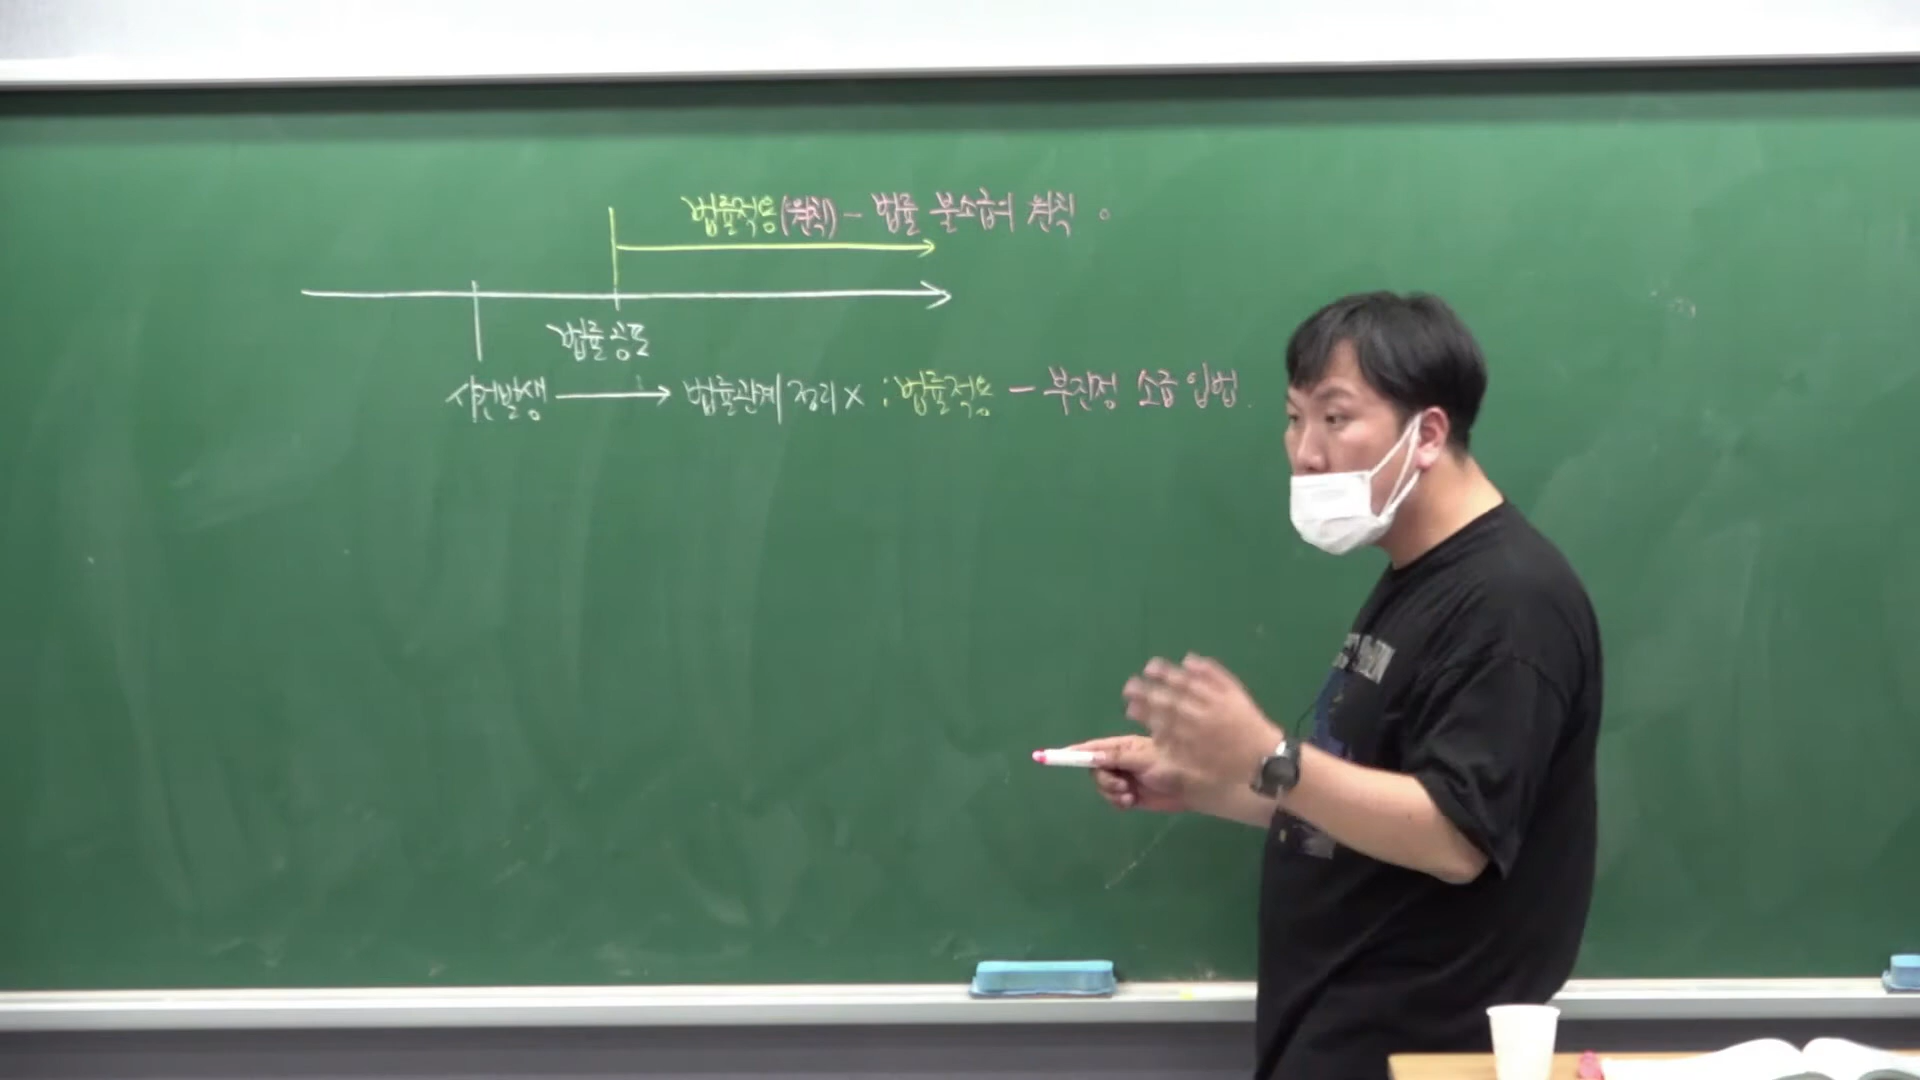 법률적용(원칙) - 법률 불소급의 원칙
법률공포
사건발생 → 법률관계 정리 x : 법률적용 - 부진정 소급 입법.